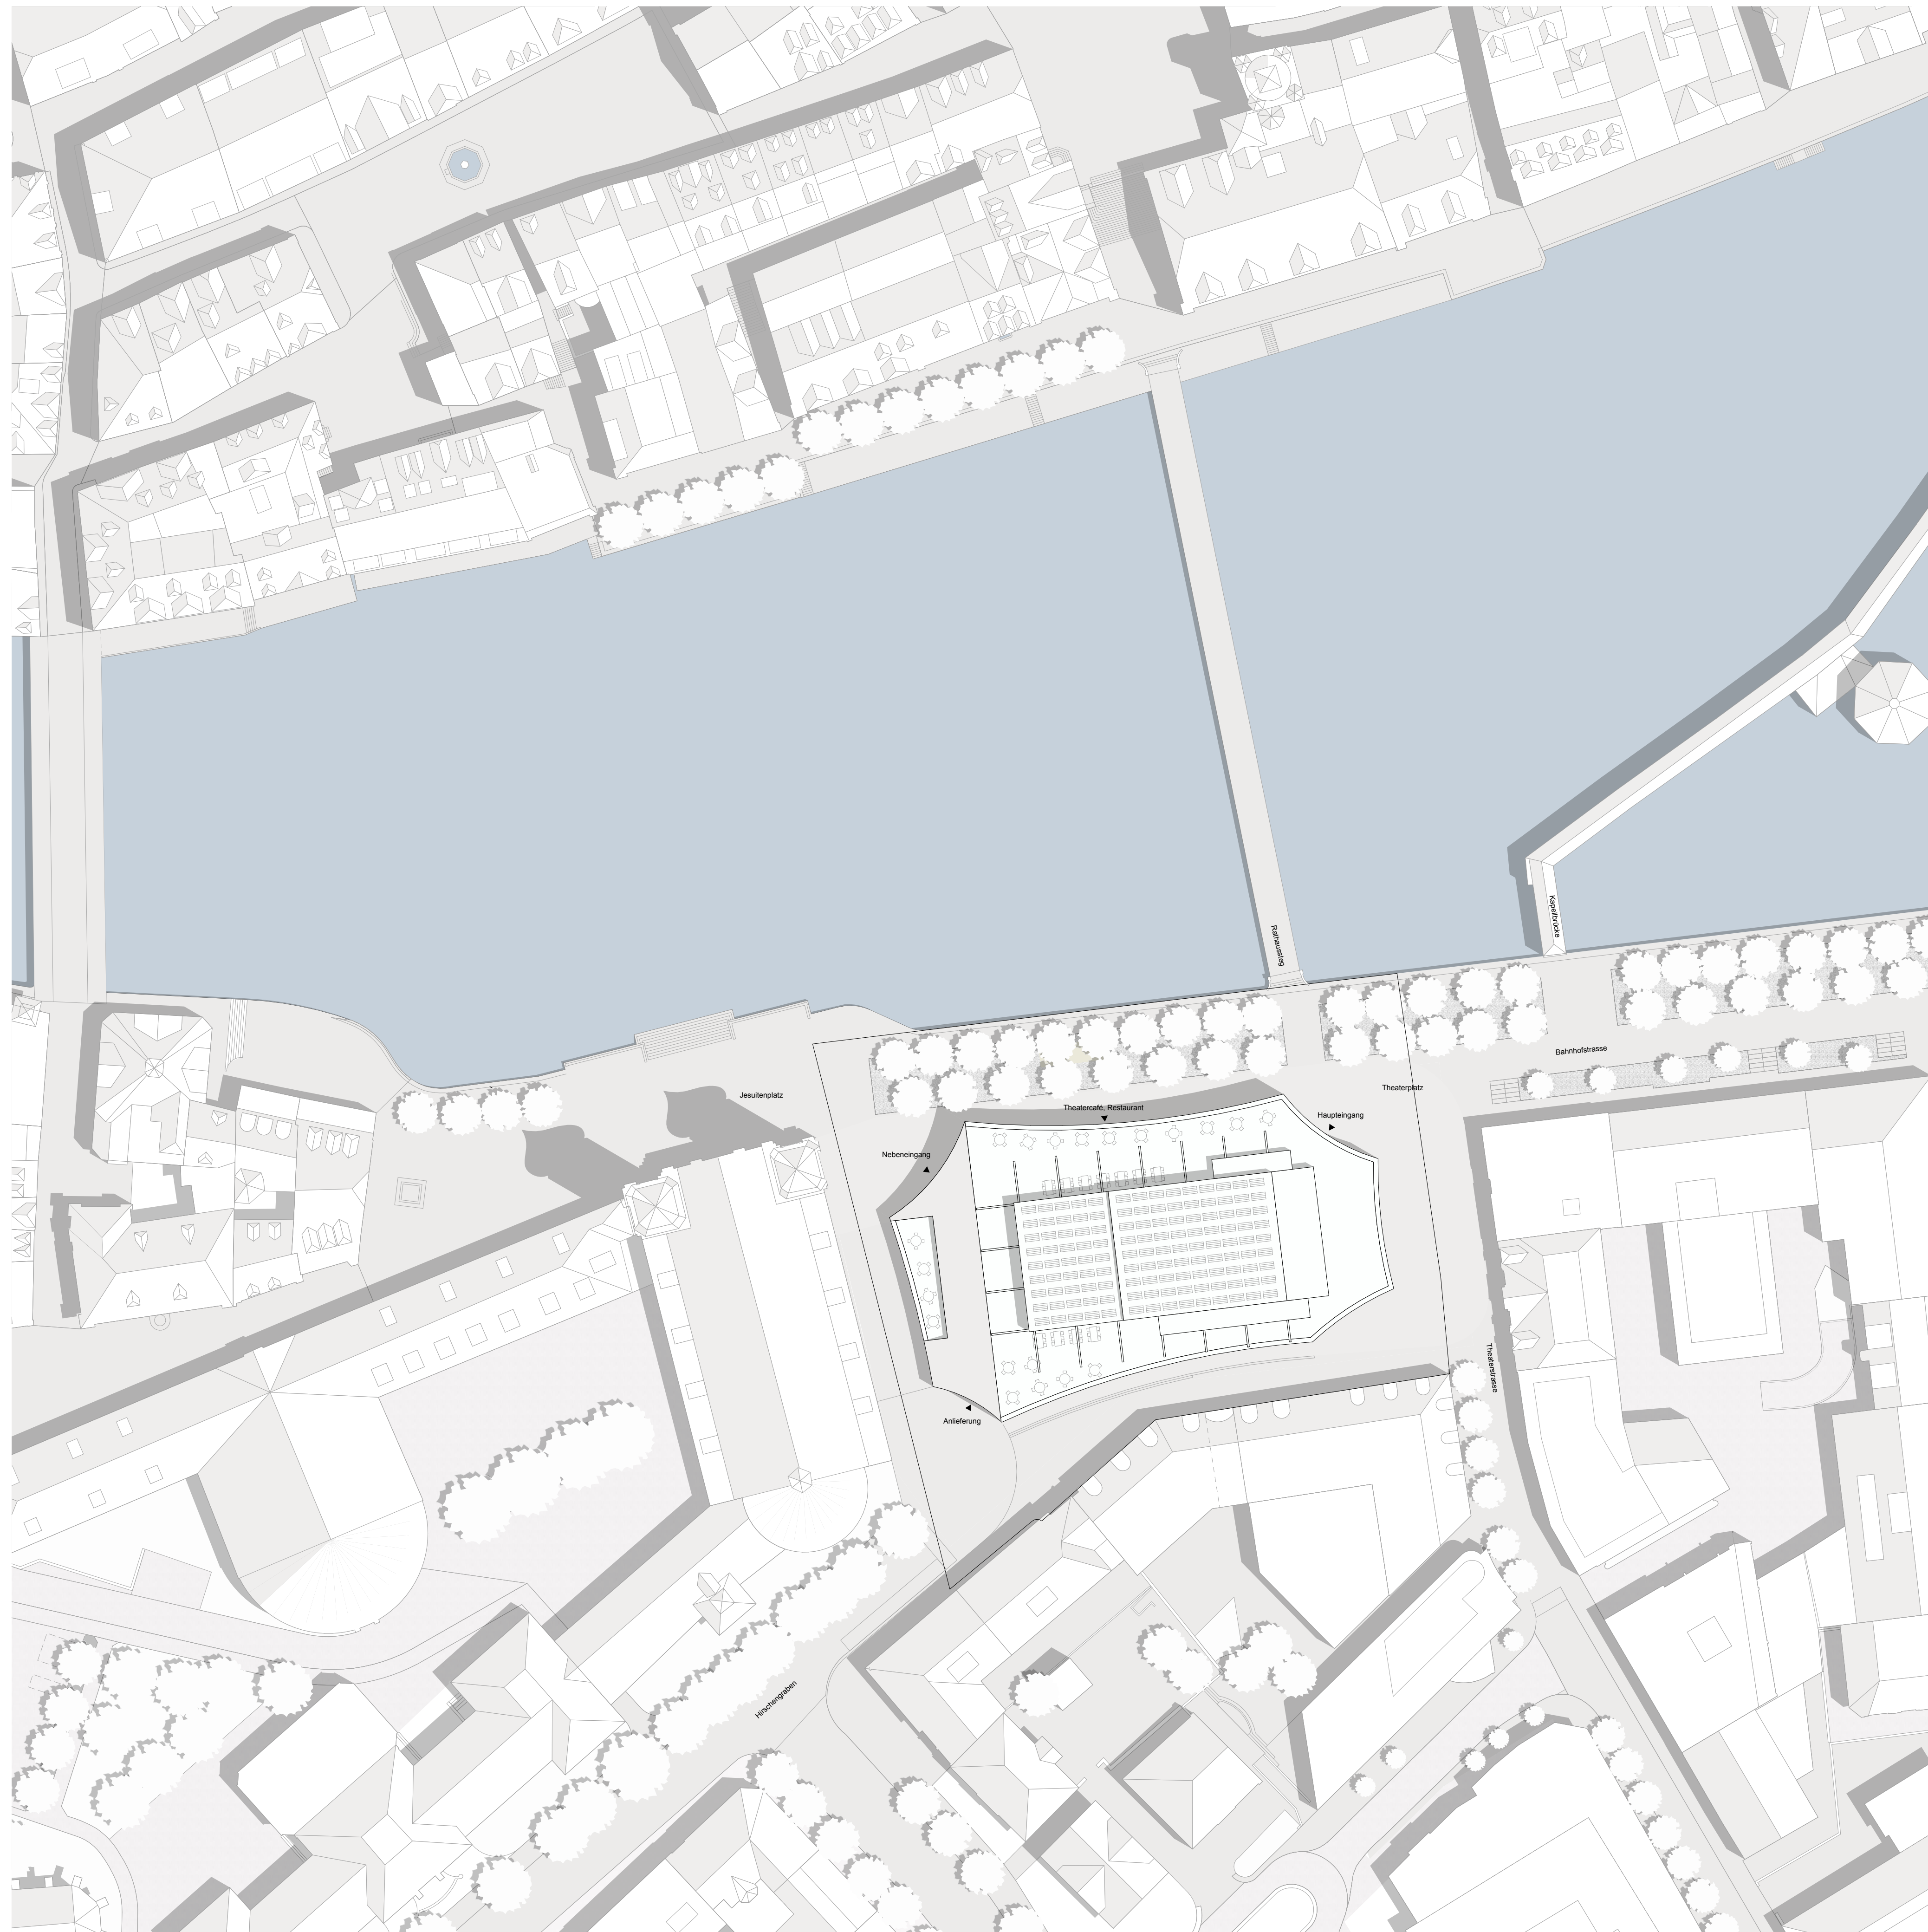 Kapellbrücke
Rathaussteg
Bahnhofstrasse
Theaterplatz
Jesuitenplatz
Theatercafé, Restaurant
Haupteingang
Nebeneingang
Theaterstrasse
Anlieferung
Hirschengraben